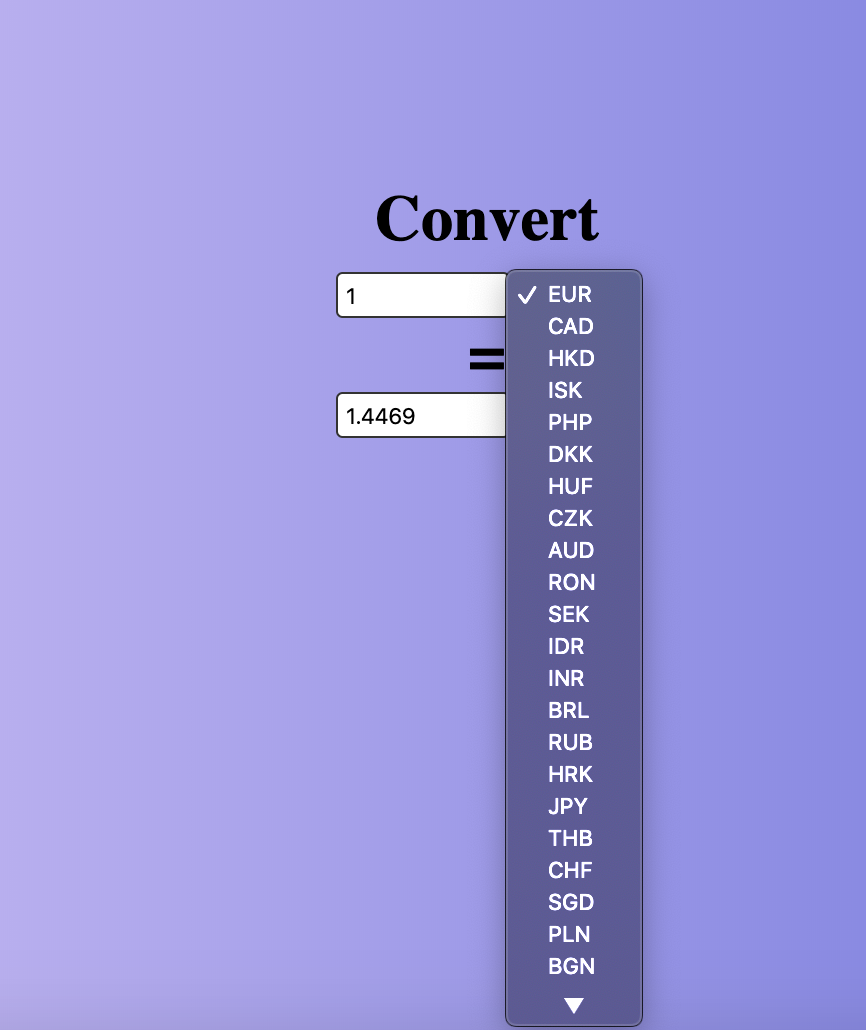 Convert
1
=
1.4469
✓ EUR
CAD
HKD
ISK
PHP
DKK
HUF
CZK
AUD
RON
SEK
IDR
INR
BRL
RUB
HRK
JPY
THB
CHF
SGD
PLN
BGN